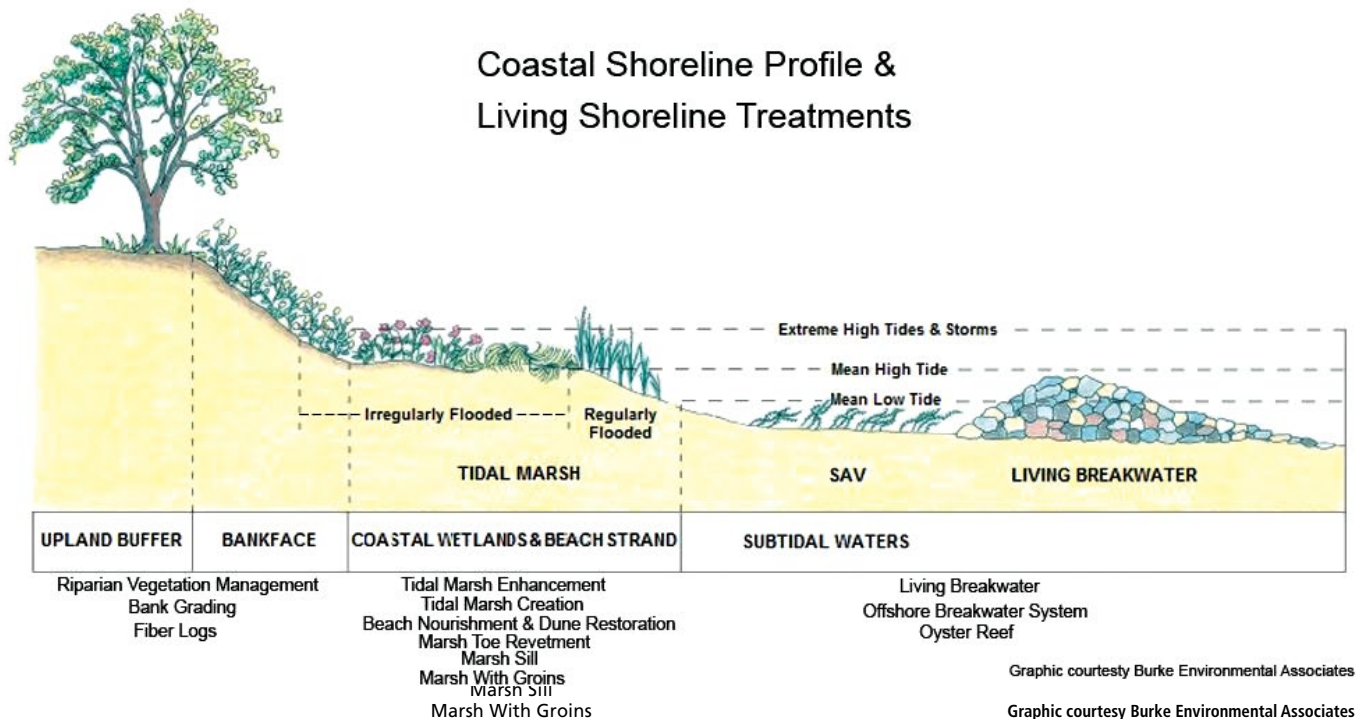 Coastal Shoreline Profile &
Living Shoreline Treatments
Extreme High Tides & Storms
Mean High Tide
Mean Low Tide
Irregularly Flooded
Regularly
Flooded
TIDAL MARSH
SAV
LIVING BREAKWATER
UPLAND BUFFER
BANKFACE
COASTAL WETLANDS & BEACH STRAND
SUBTIDAL WATERS
Riparian Vegetation Management
Bank Grading
Fiber Logs
Tidal Marsh Enhancement
Tidal Marsh Creation
Beach Nourishment & Dune Restoration
Marsh Toe Revetment
Marsh Sill
Marsh With Groins
Marsh Sill
Marsh With Groins
Living Breakwater
Offshore Breakwater System
Oyster Reef
Graphic courtesty Burke Environmental Associates
Graphic courtesy Burke Environmental Associates